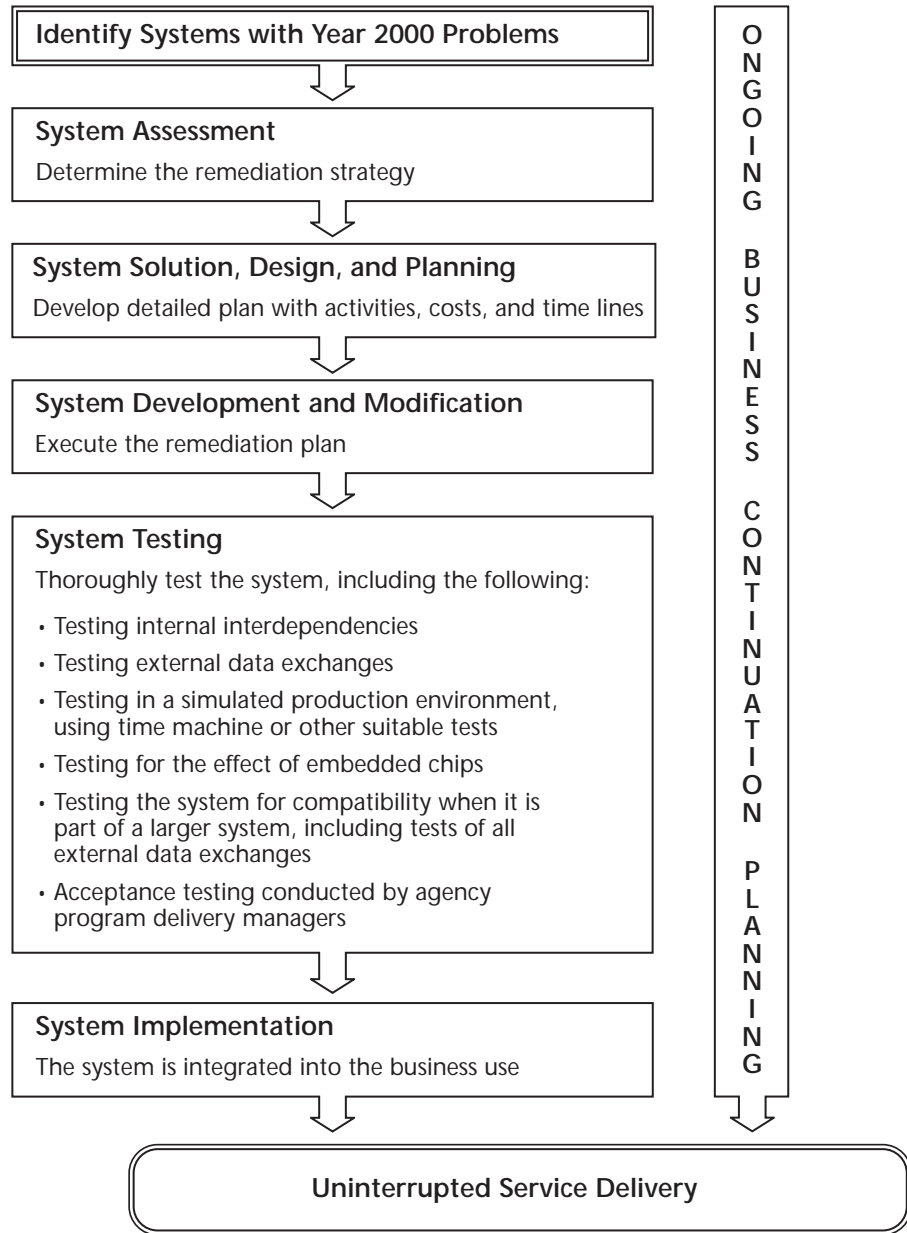 Identify Systems with Year 2000 Problems
System Assessment
Determine the remediation strategy
System Solution, Design, and Planning
Develop detailed plan with activities, costs, and time lines
System Development and Modification
Execute the remediation plan
System Testing
Thoroughly test the system, including the following:
• Testing internal interdependencies
• Testing external data exchanges
• Testing in a simulated production environment,
using time machine or other suitable tests
• Testing for the effect of embedded chips
• Testing the system for compatibility when it is
part of a larger system, including tests of all
external data exchanges
• Acceptance testing conducted by agency
program delivery managers
System Implementation
The system is integrated into the business use
ONGOING BUSINESS CONTINUATION PLANNING
Uninterrupted Service Delivery